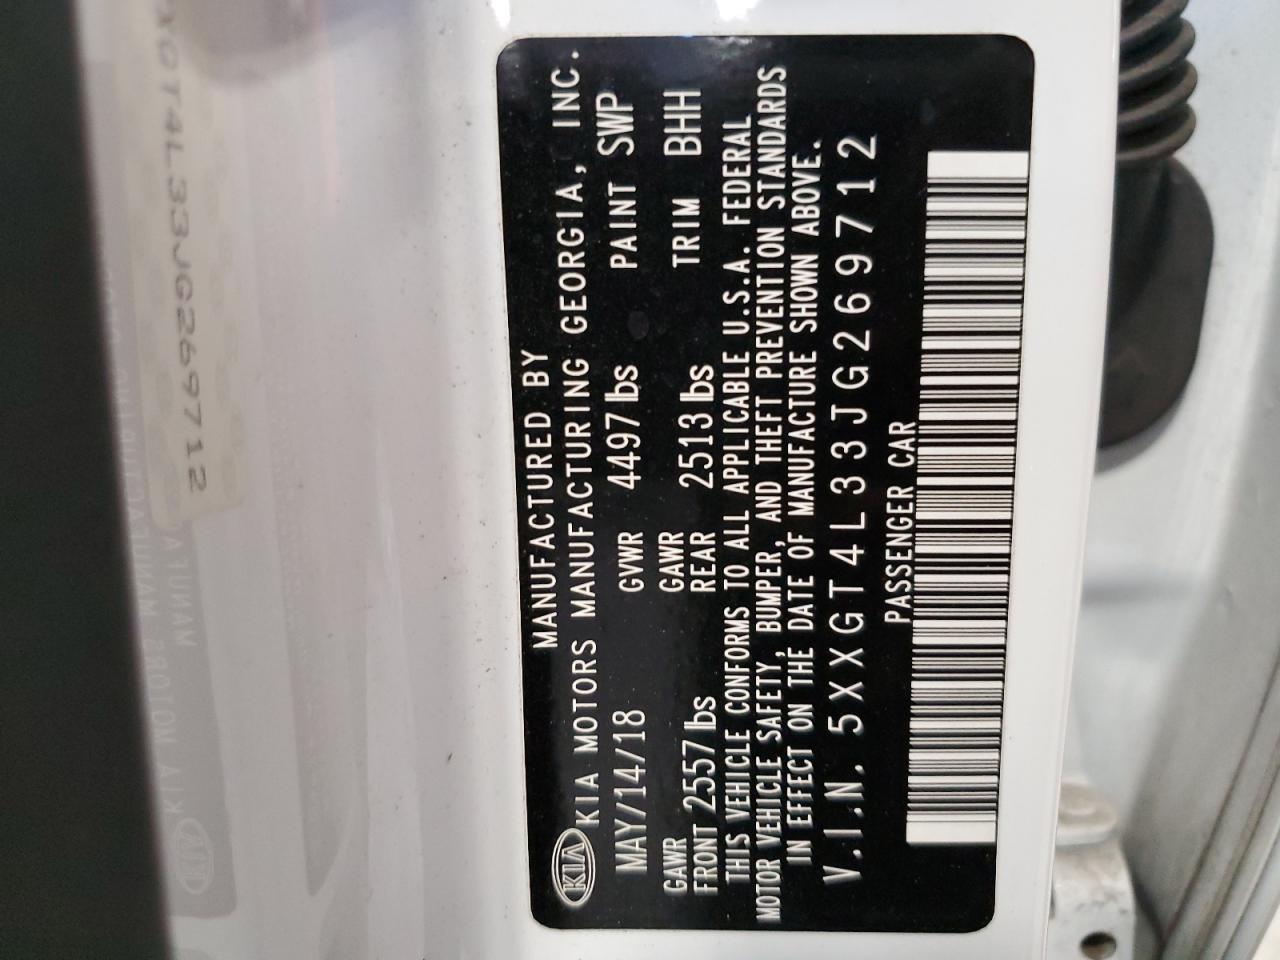 MANUFACTURED BY
KIA KIA MOTORS MANUFACTURING GEORGIA, INC.
MAY/14/18 GVWR 4497 lbs PAINT SWP
GAWR FRONT 2557 lbs GAWR REAR 2513 lbs TRIM BHH
THIS VEHICLE CONFORMS TO ALL APPLICABLE U.S.A. FEDERAL
MOTOR VEHICLE SAFETY, BUMPER, AND THEFT PREVENTION STANDARDS
IN EFFECT ON THE DATE OF MANUFACTURE SHOWN ABOVE.
V.I.N. 5XXGT4L33JG269712
PASSENGER CAR